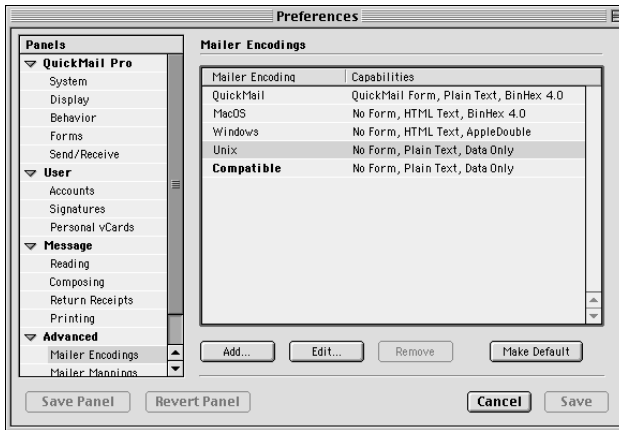 Preferences
Panels
QuickMail Pro
System
Display
Behavior
Forms
Send/Receive
User
Accounts
Signatures
Personal vCards
Message
Reading
Composing
Return Receipts
Printing
Advanced
Mailer Encodings
Mailer Mappings
Mailer Encodings
Mailer Encoding Capabilities
QuickMail QuickMail Form, Plain Text, BinHex 4.0
MacOS No Form, HTML Text, BinHex 4.0
Windows No Form, HTML Text, AppleDouble
Unix No Form, Plain Text, Data Only
Compatible No Form, Plain Text, Data Only
Add... Edit... Remove Make Default
Save Panel Revert Panel Cancel Save